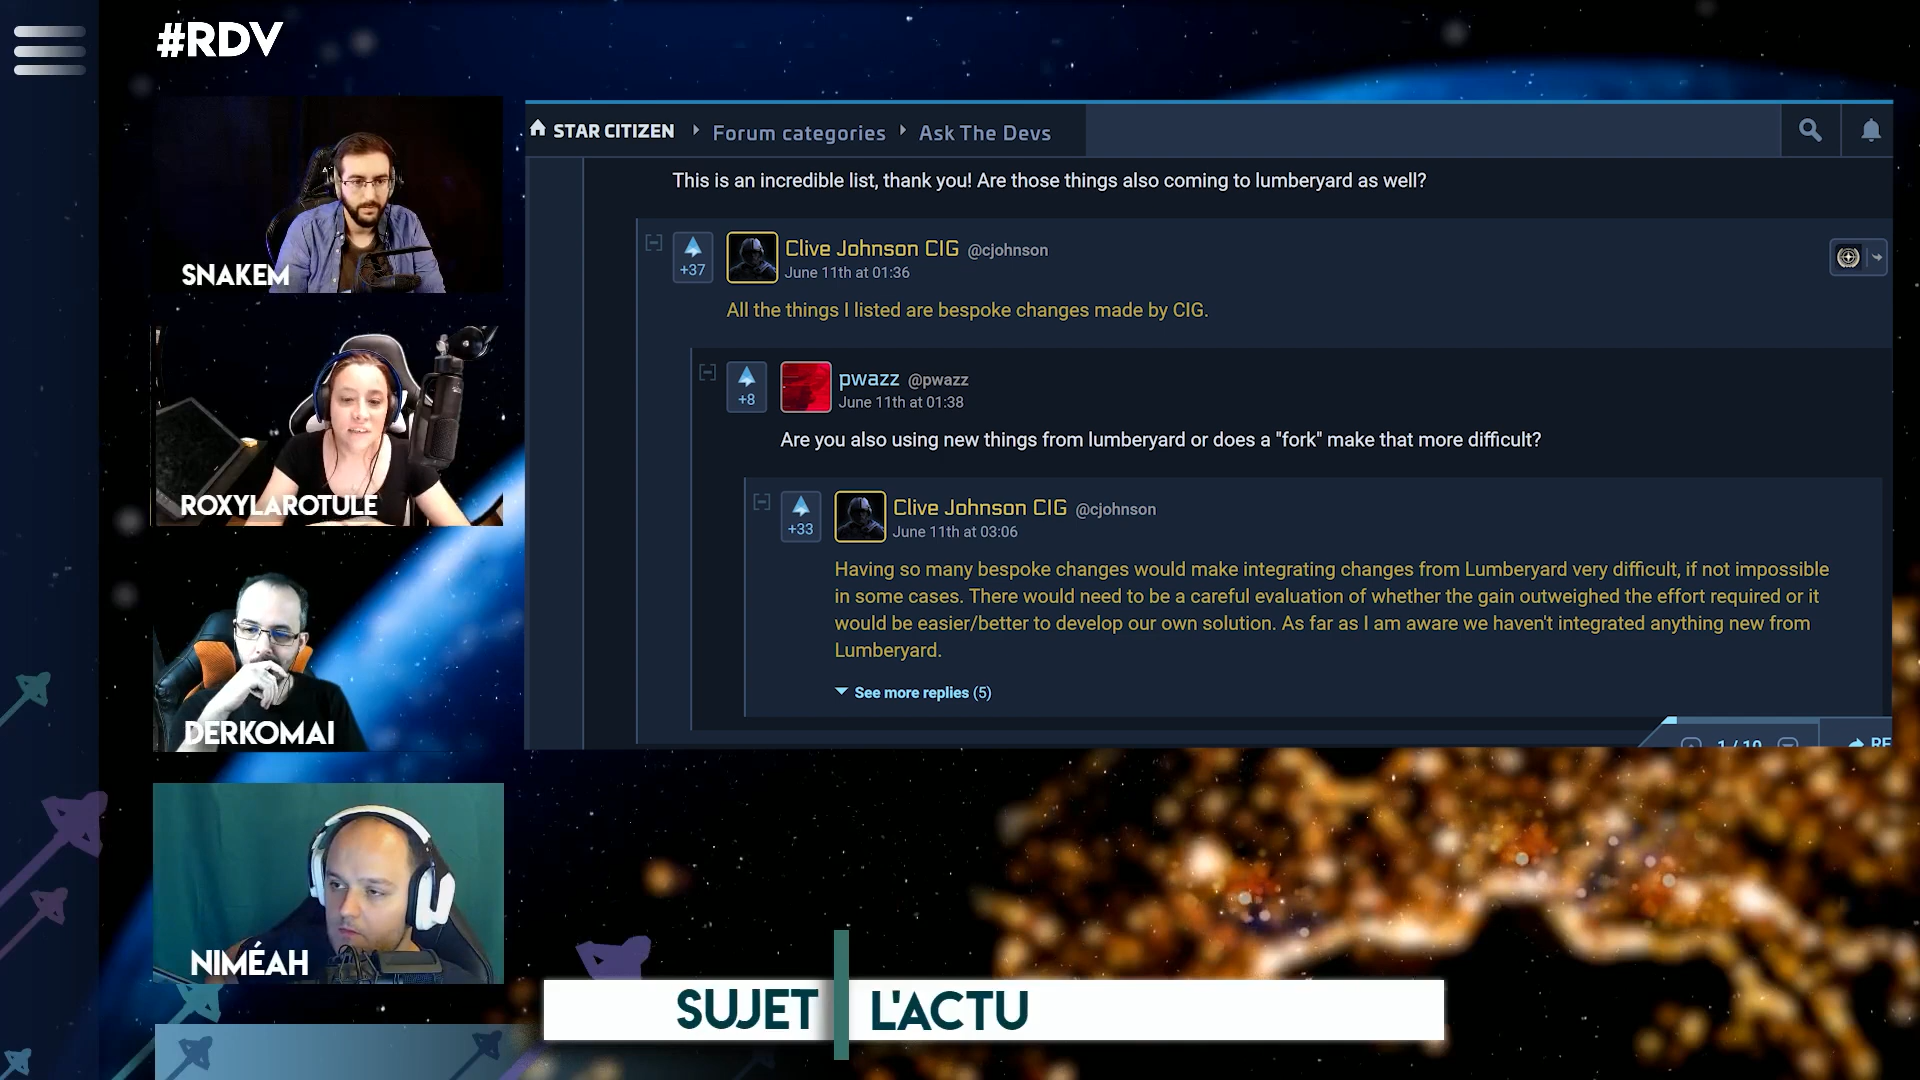 #RDV
SNAKEM
ROXYLAROTULE
DERKOMAI
NIMÉAH
STAR CITIZEN Forum categories Ask The Devs
This is an incredible list, thank you! Are those things also coming to lumberyard as well?
[-] +37 Clive Johnson CIG @cjohnson
June 11th at 01:36
All the things I listed are bespoke changes made by CIG.
[-] +8 pwazz @pwazz
June 11th at 01:38
Are you also using new things from lumberyard or does a "fork" make that more difficult?
[-] +33 Clive Johnson CIG @cjohnson
June 11th at 03:06
Having so many bespoke changes would make integrating changes from Lumberyard very difficult, if not impossible
in some cases. There would need to be a careful evaluation of whether the gain outweighed the effort required or it
would be easier/better to develop our own solution. As far as I am aware we haven't integrated anything new from
Lumberyard.
See more replies (5)
1 / 10 RE
SUJET L'ACTU